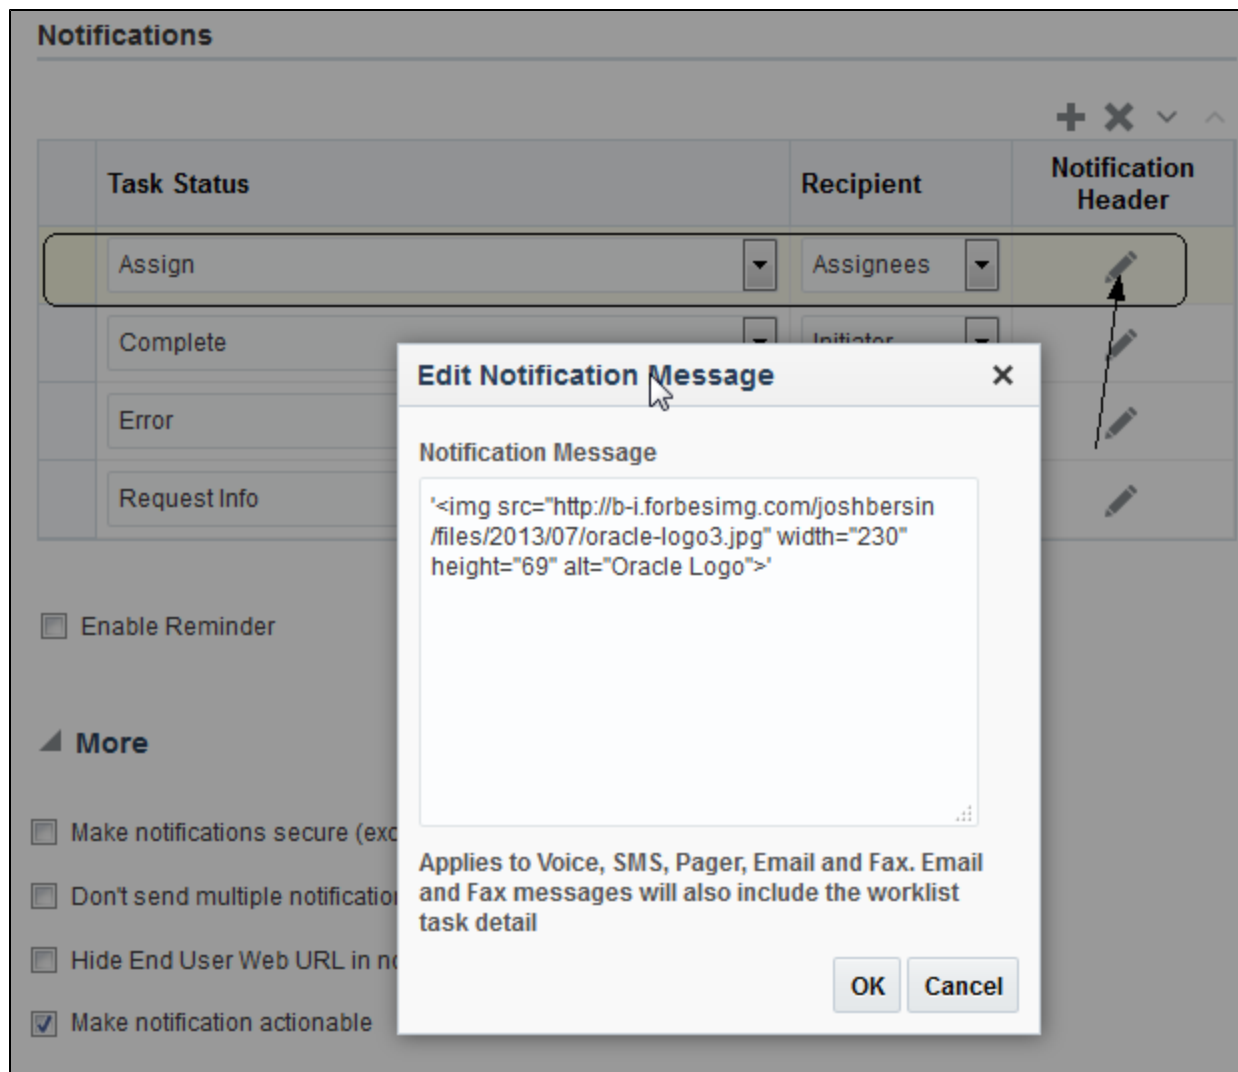 Notifications
Task Status
Recipient
Notification
Header
Assign
Assignees
Complete
Initiator
Error
Request Info
Edit Notification Message
Notification Message
'<img src="http://b-i.forbesimg.com/joshbersin
/files/2013/07/oracle-logo3.jpg" width="230"
height="69" alt="Oracle Logo">'
Applies to Voice, SMS, Pager, Email and Fax. Email
and Fax messages will also include the worklist
task detail
OK
Cancel
Enable Reminder
More
Make notifications secure (exc
Don't send multiple notification
Hide End User Web URL in no
Make notification actionable